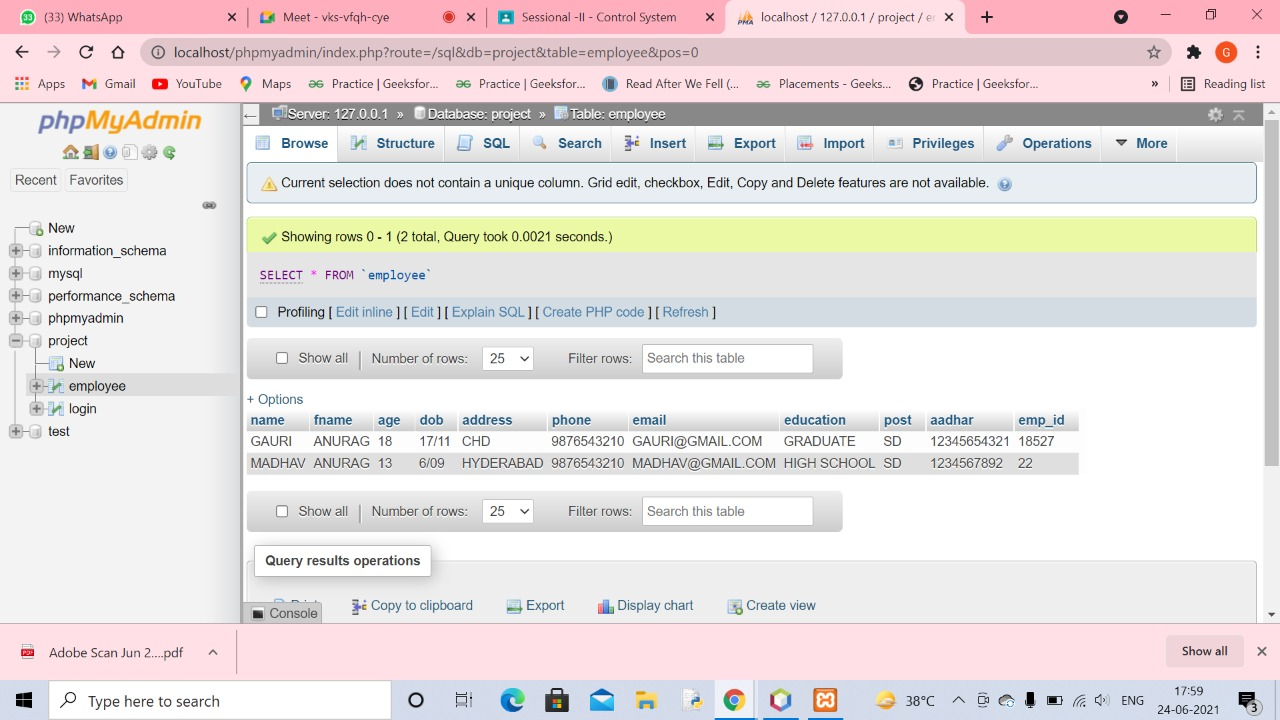 (33) WhatsApp
Meet - vks-vfqh-cye
Sessional -II - Control System
localhost / 127.0.0.1 / project / e
localhost/phpmyadmin/index.php?route=/sql&db=project&table=employee&pos=0
G
Apps Gmail YouTube Maps Practice | Geeksfor... Practice | Geeksfor... Read After We Fell (... Placements - Geeks... Practice | Geeksfor... » Reading list
phpMyAdmin
Recent Favorites
New
information_schema
mysql
performance_schema
phpmyadmin
project
New
employee
login
test
Server: 127.0.0.1 » Database: project » Table: employee
Browse Structure SQL Search Insert Export Import Privileges Operations More
Current selection does not contain a unique column. Grid edit, checkbox, Edit, Copy and Delete features are not available.
Showing rows 0 - 1 (2 total, Query took 0.0021 seconds.)
SELECT * FROM `employee`
Profiling [ Edit inline ] [ Edit ] [ Explain SQL ] [ Create PHP code ] [ Refresh ]
Show all | Number of rows: 25 Filter rows: Search this table
+ Options
name fname age dob address phone email education post aadhar emp_id
GAURI ANURAG 18 17/11 CHD 9876543210 GAURI@GMAIL.COM GRADUATE SD 12345654321 18527
MADHAV ANURAG 13 6/09 HYDERABAD 9876543210 MADHAV@GMAIL.COM HIGH SCHOOL SD 1234567892 22
Show all | Number of rows: 25 Filter rows: Search this table
Query results operations
Print Copy to clipboard Export Display chart Create view
Console
Adobe Scan Jun 2....pdf
Show all
Type here to search
38°C
ENG
17:59
24-06-2021
3